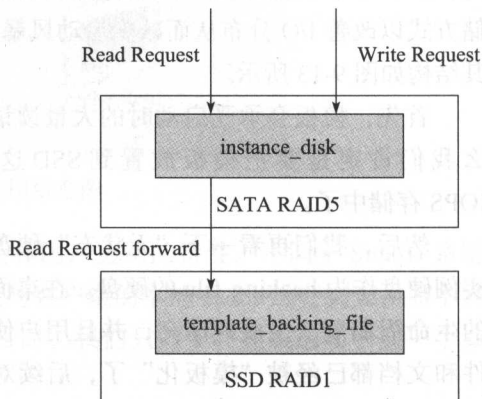 Read Request
Write Request
instance_disk
SATA RAID5
Read Request forward
template_backing_file
SSD RAID1